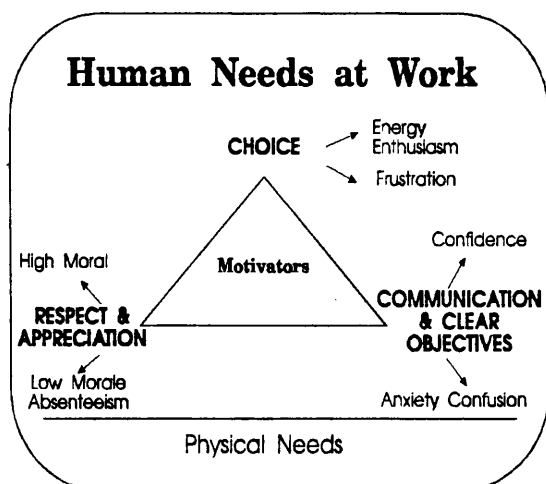 Human Needs at Work
CHOICE
Energy
Enthusiasm
Frustration
Motivators
High Moral
RESPECT &
APPRECIATION
Low Morale
Absenteeism
Confidence
COMMUNICATION
& CLEAR
OBJECTIVES
Anxiety Confusion
Physical Needs